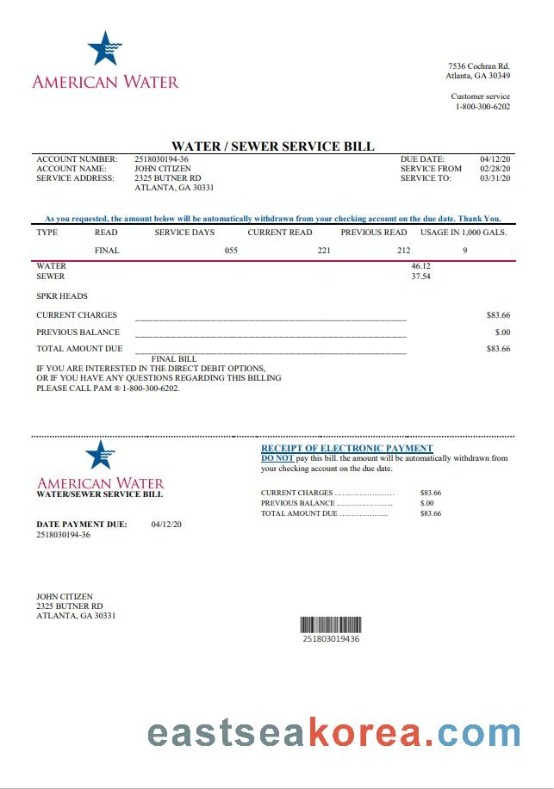 AMERICAN WATER
7536 Cochran Rd.
Atlanta, GA 30349
Customer service
1-800-300-6202
WATER / SEWER SERVICE BILL
ACCOUNT NUMBER: 2518030194-36 DUE DATE: 04/12/20
ACCOUNT NAME: JOHN CITIZEN SERVICE FROM 02/28/20
SERVICE ADDRESS: 2325 BUTNER RD SERVICE TO: 03/31/20
ATLANTA, GA 30331
As you requested, the amount below will be automatically withdrawn from your checking account on the due date. Thank You.
TYPE READ SERVICE DAYS CURRENT READ PREVIOUS READ USAGE IN 1,000 GALS.
FINAL 055 221 212 9
WATER 46.12
SEWER 37.54
SPKR HEADS
CURRENT CHARGES $83.66
PREVIOUS BALANCE $.00
TOTAL AMOUNT DUE $83.66
FINAL BILL
IF YOU ARE INTERESTED IN THE DIRECT DEBIT OPTIONS,
OR IF YOU HAVE ANY QUESTIONS REGARDING THIS BILLING
PLEASE CALL PAM ® 1-800-300-6202.
AMERICAN WATER
WATER/SEWER SERVICE BILL
DATE PAYMENT DUE: 04/12/20
2518030194-36
RECEIPT OF ELECTRONIC PAYMENT
DO NOT pay this bill. the amount will be automatically withdrawn from
your checking account on the due date.
CURRENT CHARGES ........................ $83.66
PREVIOUS BALANCE ...................... $.00
TOTAL AMOUNT DUE .................... $83.66
JOHN CITIZEN
2325 BUTNER RD
ATLANTA, GA 30331
251803019436
eastseakorea.com